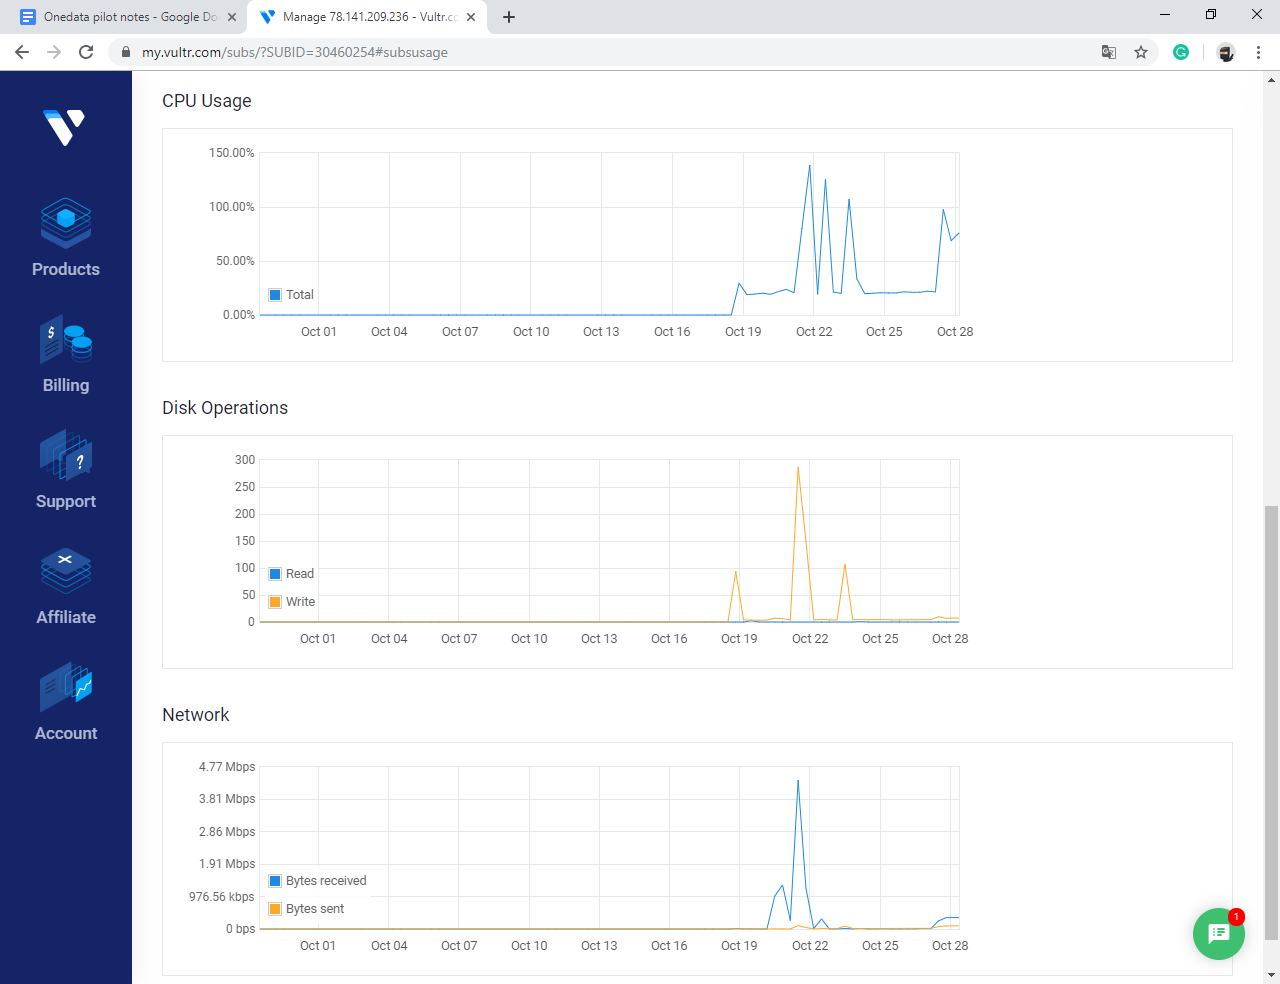 Onedata pilot notes - Google Do
Manage 78.141.209.236 - Vultr.co
my.vultr.com/subs/?SUBID=30460254#subsusage
Products
Billing
Support
Affiliate
Account
CPU Usage
150.00%
100.00%
50.00%
0.00%
Total
Oct 01 Oct 04 Oct 07 Oct 10 Oct 13 Oct 16 Oct 19 Oct 22 Oct 25 Oct 28
Disk Operations
300
250
200
150
100
50
0
Read
Write
Oct 01 Oct 04 Oct 07 Oct 10 Oct 13 Oct 16 Oct 19 Oct 22 Oct 25 Oct 28
Network
4.77 Mbps
3.81 Mbps
2.86 Mbps
1.91 Mbps
976.56 kbps
0 bps
Bytes received
Bytes sent
Oct 01 Oct 04 Oct 07 Oct 10 Oct 13 Oct 16 Oct 19 Oct 22 Oct 25 Oct 28
1